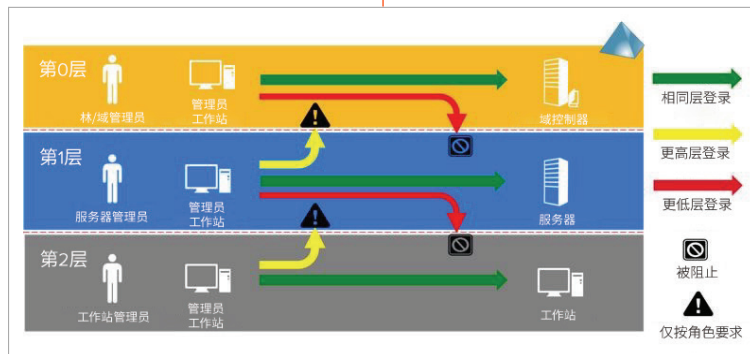 第0层
林/域管理员
管理员
工作站
域控制器
第1层
服务器管理员
管理员
工作站
服务器
第2层
工作站管理员
管理员
工作站
工作站
相同层登录
更高层登录
更低层登录
被阻止
仅按角色要求